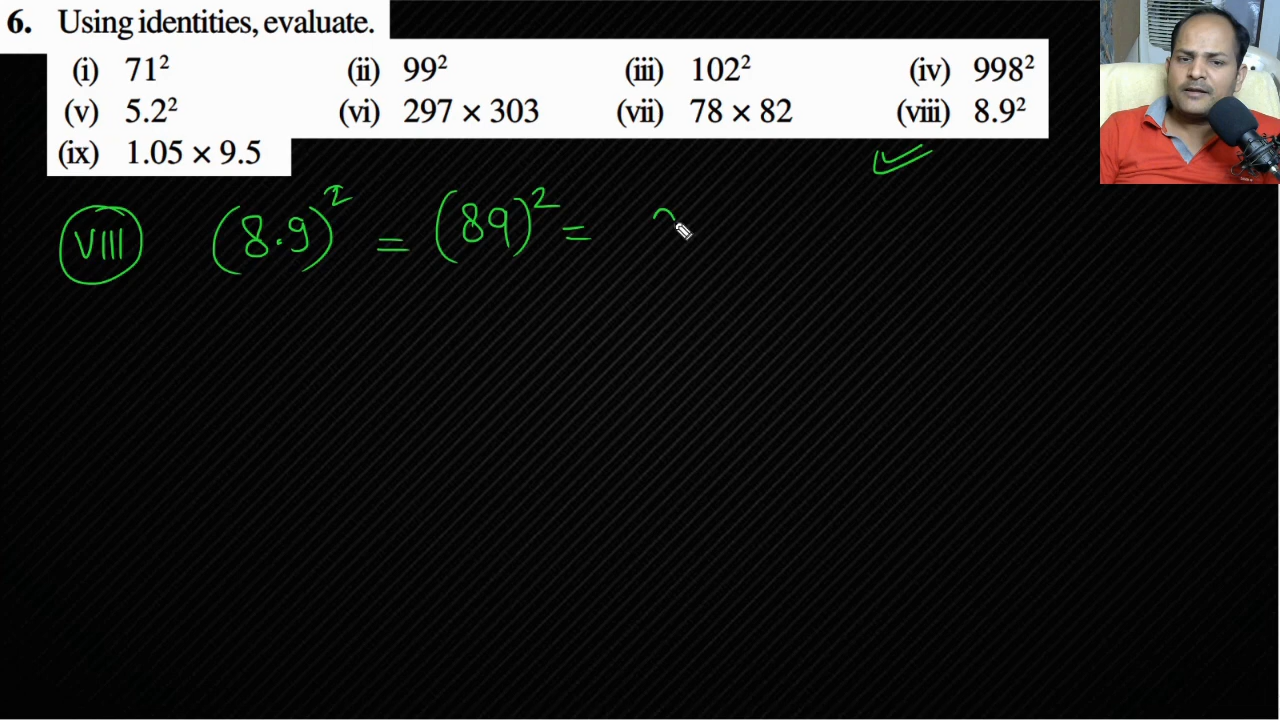 6. Using identities, evaluate.
(i) 71² (ii) 99² (iii) 102² (iv) 998²
(v) 5.2² (vi) 297 × 303 (vii) 78 × 82 (viii) 8.9²
(ix) 1.05 × 9.5
VIII (8.9)² = (89)² =